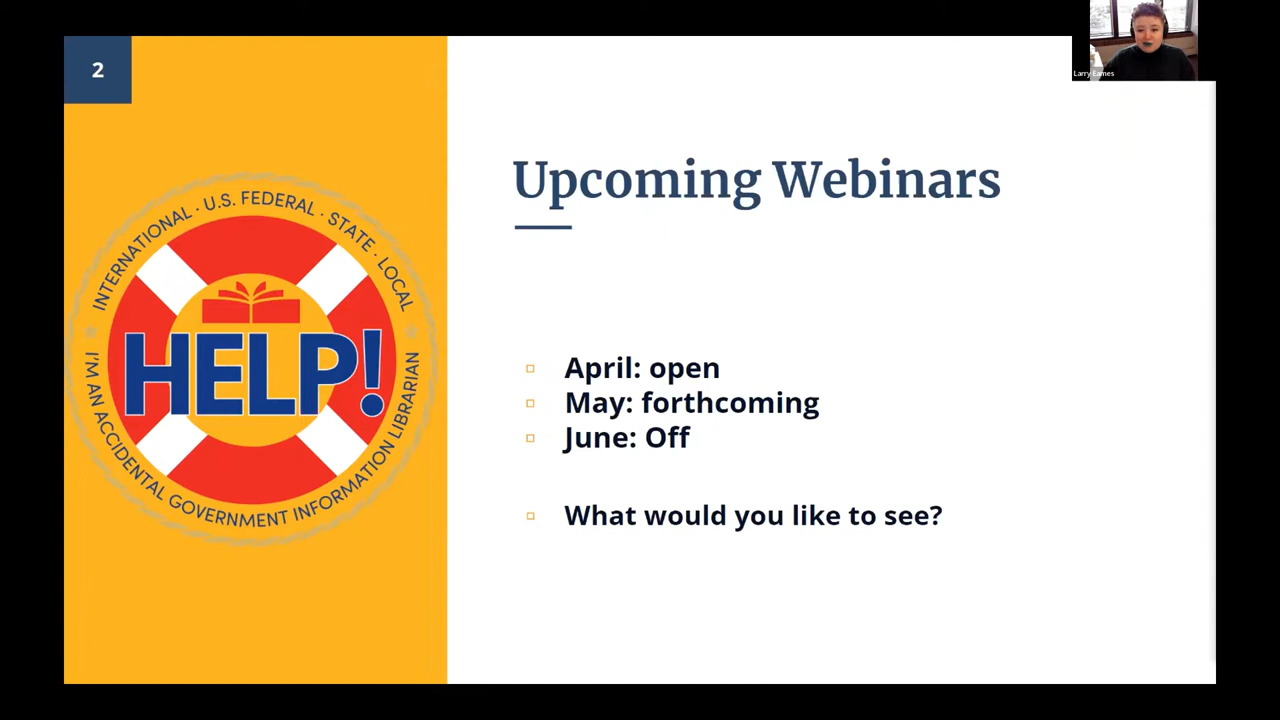 2
Larry Eames
Upcoming Webinars
INTERNATIONAL · U.S. FEDERAL · STATE · LOCAL
HELP!
I'M AN ACCIDENTAL GOVERNMENT INFORMATION LIBRARIAN
April: open
May: forthcoming
June: Off
What would you like to see?